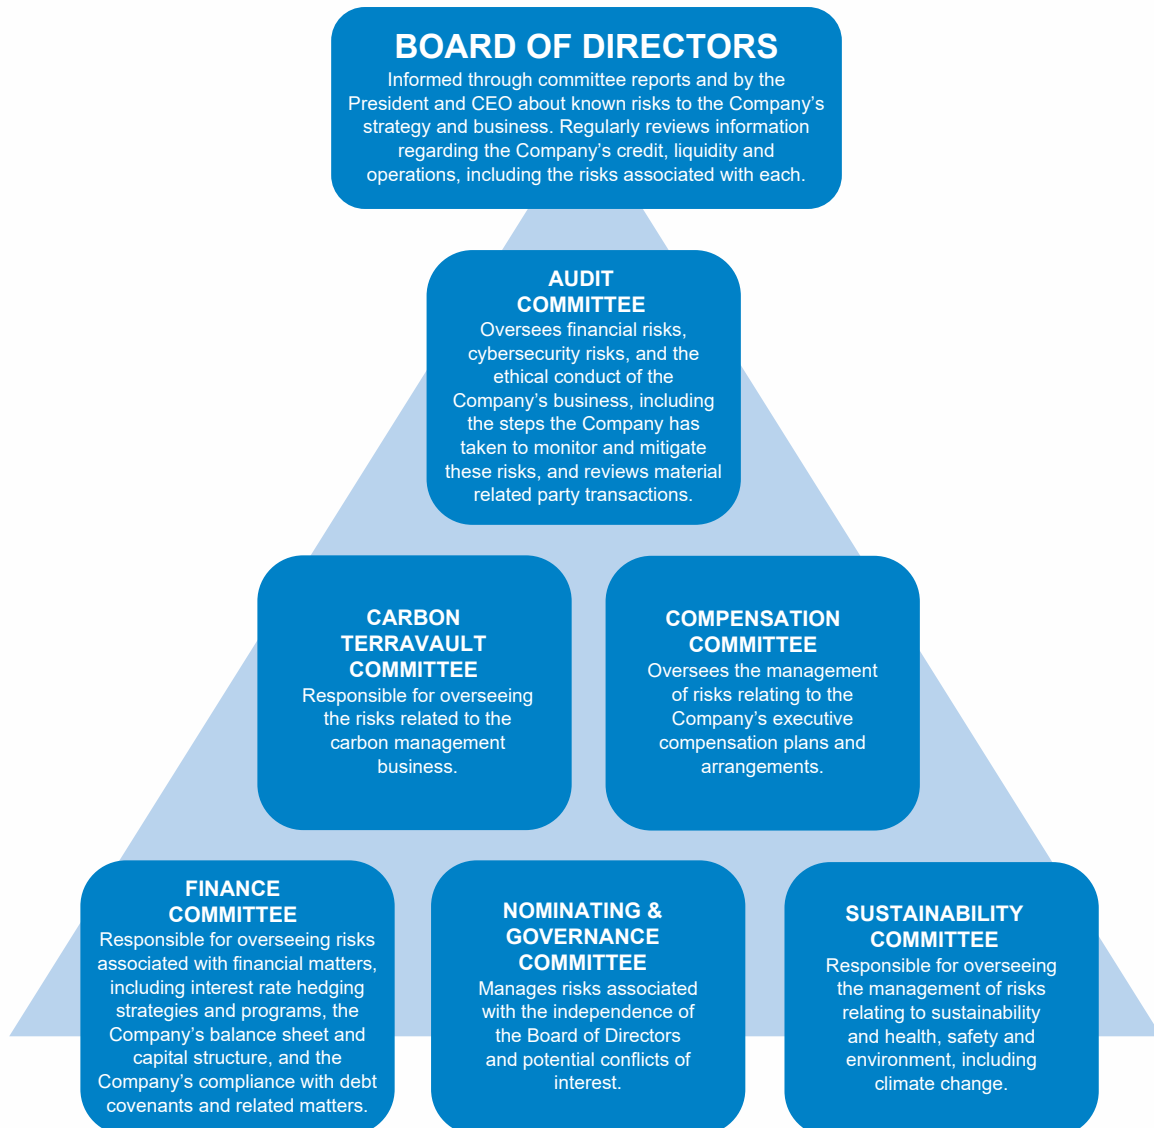 BOARD OF DIRECTORS
Informed through committee reports and by the
President and CEO about known risks to the Company’s
strategy and business. Regularly reviews information
regarding the Company’s credit, liquidity and
operations, including the risks associated with each.
AUDIT
COMMITTEE
Oversees financial risks,
cybersecurity risks, and the
ethical conduct of the
Company’s business, including
the steps the Company has
taken to monitor and mitigate
these risks, and reviews material
related party transactions.
CARBON
TERRAVAULT
COMMITTEE
Responsible for overseeing
the risks related to the
carbon management
business.
COMPENSATION
COMMITTEE
Oversees the management
of risks relating to the
Company’s executive
compensation plans and
arrangements.
FINANCE
COMMITTEE
Responsible for overseeing risks
associated with financial matters,
including interest rate hedging
strategies and programs, the
Company’s balance sheet and
capital structure, and the
Company’s compliance with debt
covenants and related matters.
NOMINATING &
GOVERNANCE
COMMITTEE
Manages risks associated
with the independence of
the Board of Directors
and potential conflicts of
interest.
SUSTAINABILITY
COMMITTEE
Responsible for overseeing
the management of risks
relating to sustainability
and health, safety and
environment, including
climate change.